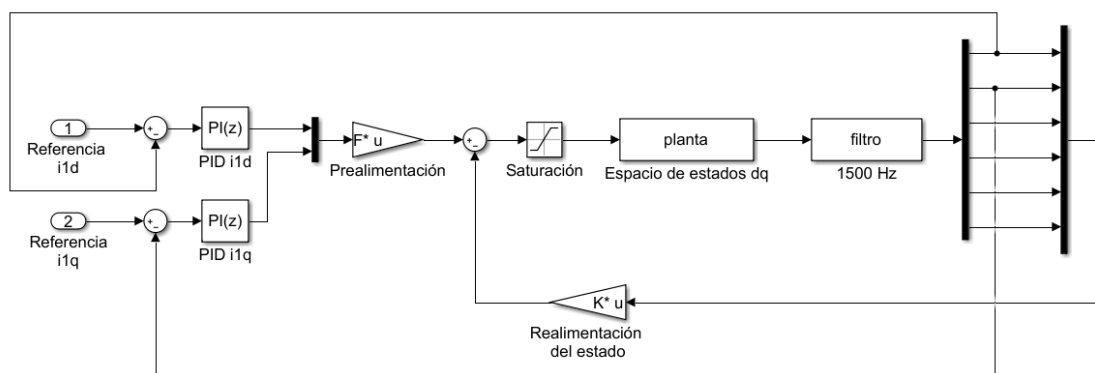 1
Referencia
i1d
+
-
PI(z)
PID i1d
F* u
Prealimentación
+
-
Saturación
planta
Espacio de estados dq
filtro
1500 Hz
2
Referencia
i1q
+
-
PI(z)
PID i1q
K* u
Realimentación
del estado